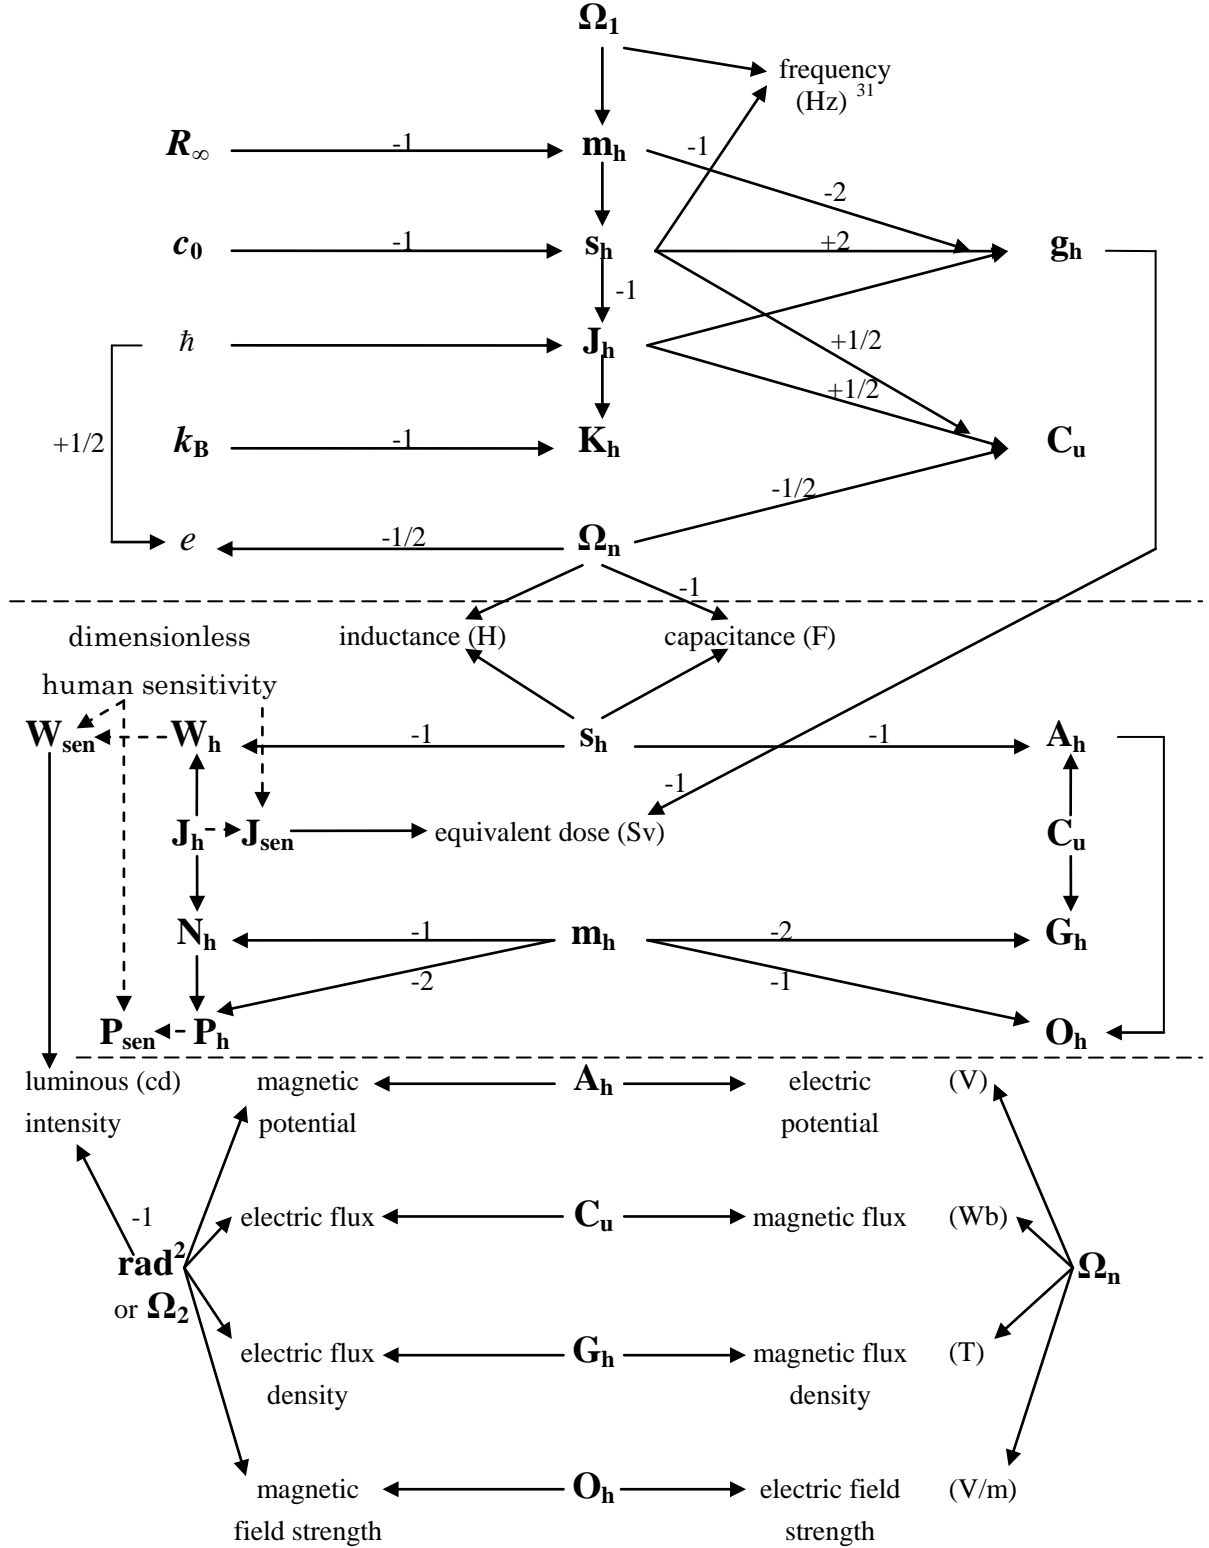 Ω1
frequency
(Hz) 31
R∞ -1 mh -1
-2
c0 -1 sh +2 gh
-1
ħ Jh +1/2
+1/2
+1/2 kB -1 Kh Cu
-1/2
e -1/2 Ωn
-1
dimensionless inductance (H) capacitance (F)
human sensitivity
Wsen Wh -1 sh -1 Ah
-1
Jh Jsen equivalent dose (Sv) Cu
Nh -1 mh -2 Gh
-2 -1
Psen Ph Oh
luminous (cd) magnetic Ah electric (V)
intensity potential potential
-1 electric flux Cu magnetic flux (Wb)
rad2 Ωn
or Ω2
electric flux Gh magnetic flux (T)
density density
magnetic Oh electric field (V/m)
field strength strength